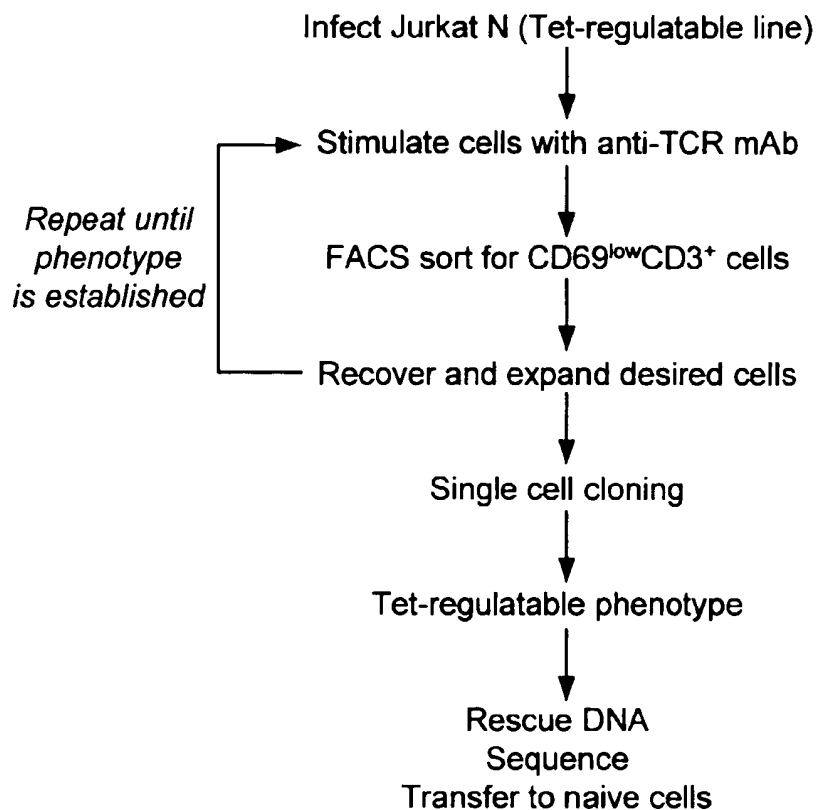 Infect Jurkat N (Tet-regulatable line)
Stimulate cells with anti-TCR mAb
Repeat until
phenotype
is established
FACS sort for CD69lowCD3+ cells
Recover and expand desired cells
Single cell cloning
Tet-regulatable phenotype
Rescue DNA
Sequence
Transfer to naive cells